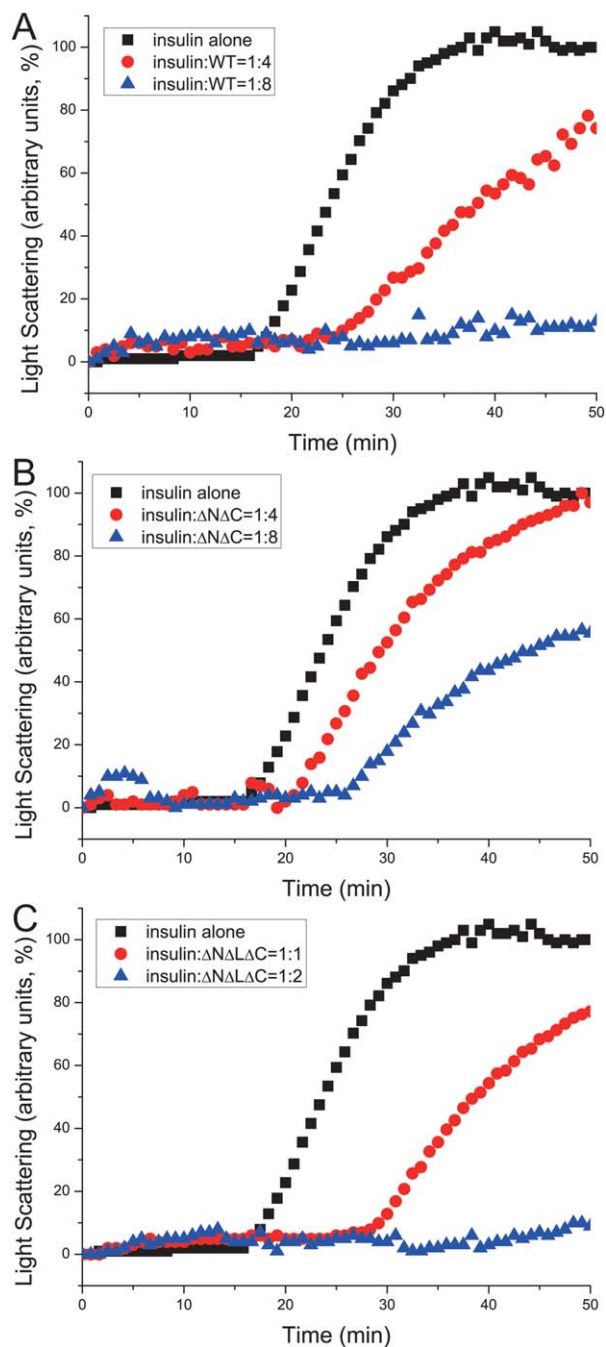 A
insulin alone
insulin:WT=1:4
insulin:WT=1:8
Light Scattering (arbitrary units, %)
100
80
60
40
20
0
0 10 20 30 40 50
Time (min)
B
insulin alone
insulin:ΔNΔC=1:4
insulin:ΔNΔC=1:8
Light Scattering (arbitrary units, %)
100
80
60
40
20
0
0 10 20 30 40 50
Time (min)
C
insulin alone
insulin:ΔNΔLΔC=1:1
insulin:ΔNΔLΔC=1:2
Light Scattering (arbitrary units, %)
100
80
60
40
20
0
0 10 20 30 40 50
Time (min)